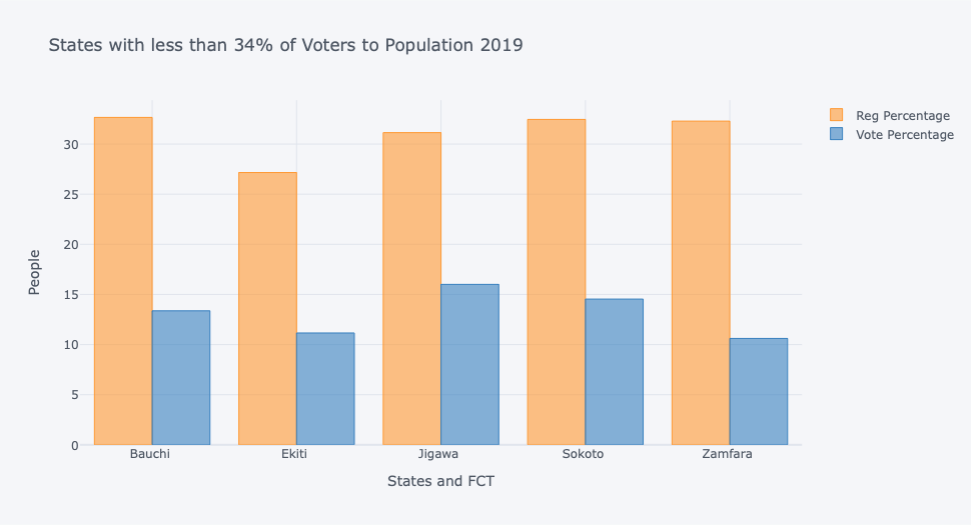 States with less than 34% of Voters to Population 2019
Reg Percentage
Vote Percentage
People
30
25
20
15
10
5
0
Bauchi
Ekiti
Jigawa
Sokoto
Zamfara
States and FCT